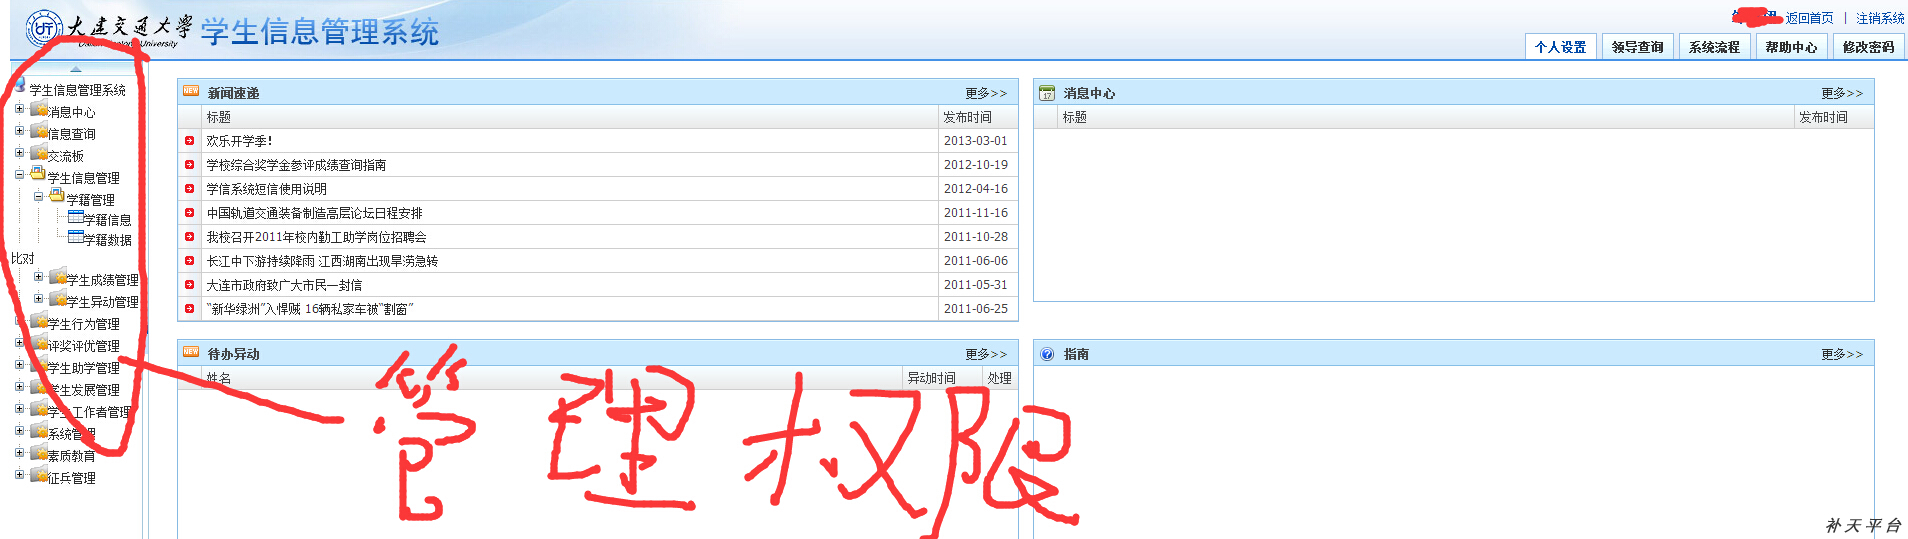 大连交通大学 学生信息管理系统
返回首页 | 注销系统
个人设置 领导查询 系统流程 帮助中心 修改密码
学生信息管理系统
消息中心
信息查询
交流板
学生信息管理
学籍管理
学籍信息
学籍数据
比对
学生成绩管理
学生异动管理
学生行为管理
评奖评优管理
学生助学管理
学生发展管理
学生工作者管理
系统管理
素质教育
征兵管理
NEW 新闻速递 更多>>
标题 发布时间
欢乐开学季! 2013-03-01
学校综合奖学金参评成绩查询指南 2012-10-19
学信系统短信使用说明 2012-04-16
中国轨道交通装备制造高层论坛日程安排 2011-11-16
我校召开2011年校内勤工助学岗位招聘会 2011-10-28
长江中下游持续降雨 江西湖南出现旱涝急转 2011-06-06
大连市政府致广大市民一封信 2011-05-31
“新华绿洲”入悍贼 16辆私家车被“割窗” 2011-06-25
17 消息中心 更多>>
标题 发布时间
NEW 待办异动 更多>>
姓名 异动时间 处理
指南 更多>>
管理权限
补天平台